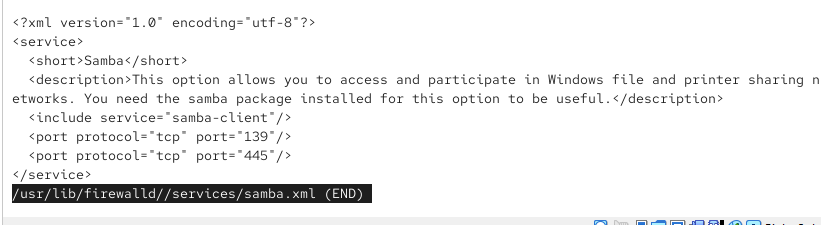 <?xml version="1.0" encoding="utf-8"?>
<service>
  <short>Samba</short>
  <description>This option allows you to access and participate in Windows file and printer sharing n
etworks. You need the samba package installed for this option to be useful.</description>
  <include service="samba-client"/>
  <port protocol="tcp" port="139"/>
  <port protocol="tcp" port="445"/>
</service>
/usr/lib/firewalld//services/samba.xml (END)